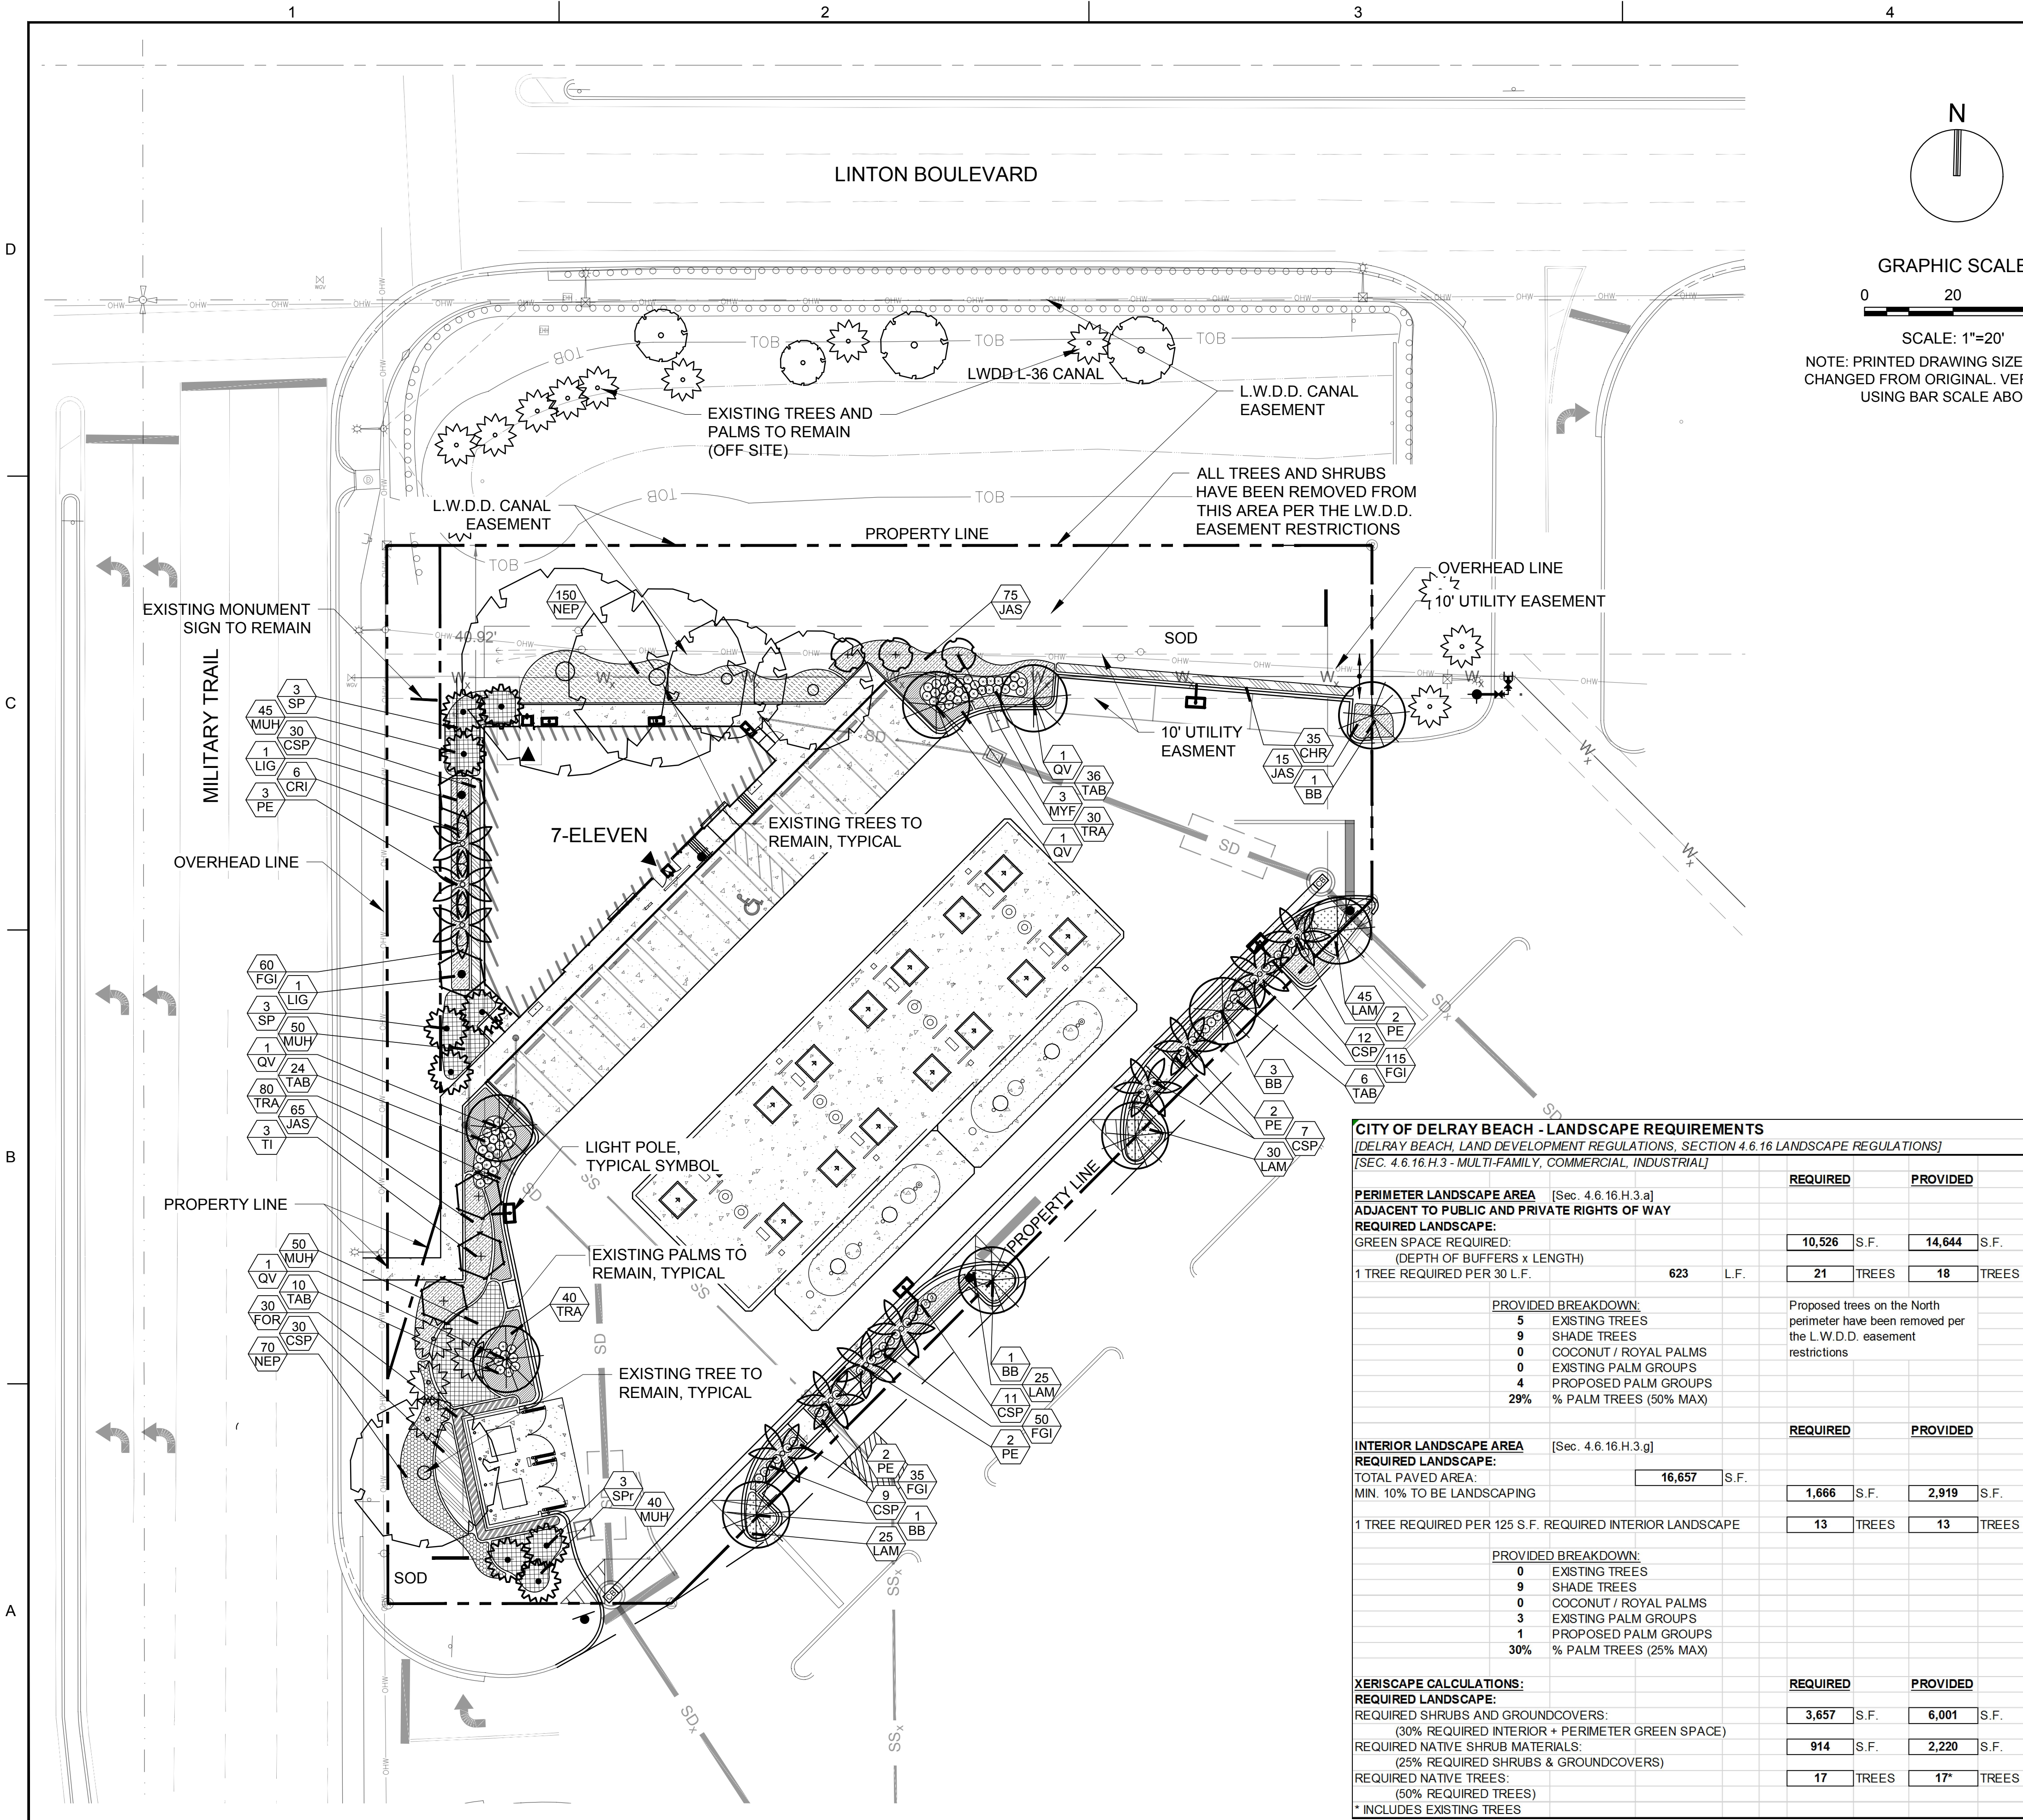 1
2
3
4
D
C
B
A
LINTON BOULEVARD
N
GRAPHIC SCALE
0 20
SCALE: 1"=20'
NOTE: PRINTED DRAWING SIZE
CHANGED FROM ORIGINAL. VER
USING BAR SCALE ABO
TOB
TOB
TOB
TOB
LWDD L-36 CANAL
EXISTING TREES AND
PALMS TO REMAIN
(OFF SITE)
L.W.D.D. CANAL
EASEMENT
ALL TREES AND SHRUBS
HAVE BEEN REMOVED FROM
THIS AREA PER THE LW.D.D.
EASEMENT RESTRICTIONS
TOB
TOB
TOB
L.W.D.D. CANAL
EASEMENT
PROPERTY LINE
OVERHEAD LINE
10' UTILITY EASEMENT
EXISTING MONUMENT
SIGN TO REMAIN
MILITARY TRAIL
40.92'
150
NEP
75
JAS
SOD
10' UTILITY
EASMENT
3
SP
45
MUH
30
CSP
1
LIG
6
CRI
3
PE
1
QV
36
TAB
3
MYF
30
TRA
1
QV
35
CHR
15
JAS
1
BB
7-ELEVEN
EXISTING TREES TO
REMAIN, TYPICAL
OVERHEAD LINE
60
FGI
1
LIG
3
SP
50
MUH
1
QV
24
TAB
80
TRA
65
JAS
3
TI
45
LAM
2
PE
12
CSP
115
FGI
6
TAB
3
BB
2
PE
7
CSP
30
LAM
LIGHT POLE,
TYPICAL SYMBOL
PROPERTY LINE
PROPERTY LINE
EXISTING PALMS TO
REMAIN, TYPICAL
50
MUH
1
QV
10
TAB
30
FOR
30
CSP
70
NEP
40
TRA
EXISTING TREE TO
REMAIN, TYPICAL
1
BB
25
LAM
11
CSP
50
FGI
2
PE
2
PE
35
FGI
9
CSP
1
BB
25
LAM
3
SPr
40
MUH
SOD
SD
SD
SD
SD
SS
SS
SDx
SDx
SSx
SSx
Wx
Wx
CITY OF DELRAY BEACH - LANDSCAPE REQUIREMENTS
[DELRAY BEACH, LAND DEVELOPMENT REGULATIONS, SECTION 4.6.16 LANDSCAPE REGULATIONS]
[SEC. 4.6.16.H.3 - MULTI-FAMILY, COMMERCIAL, INDUSTRIAL]
REQUIRED PROVIDED
PERIMETER LANDSCAPE AREA [Sec. 4.6.16.H.3.a]
ADJACENT TO PUBLIC AND PRIVATE RIGHTS OF WAY
REQUIRED LANDSCAPE:
GREEN SPACE REQUIRED: 10,526 S.F. 14,644 S.F.
(DEPTH OF BUFFERS x LENGTH)
1 TREE REQUIRED PER 30 L.F. 623 L.F. 21 TREES 18 TREES
PROVIDED BREAKDOWN: Proposed trees on the North
5 EXISTING TREES perimeter have been removed per
9 SHADE TREES the L.W.D.D. easement
0 COCONUT / ROYAL PALMS restrictions
0 EXISTING PALM GROUPS
4 PROPOSED PALM GROUPS
29% % PALM TREES (50% MAX)
REQUIRED PROVIDED
INTERIOR LANDSCAPE AREA [Sec. 4.6.16.H.3.g]
REQUIRED LANDSCAPE:
TOTAL PAVED AREA: 16,657 S.F.
MIN. 10% TO BE LANDSCAPING 1,666 S.F. 2,919 S.F.
1 TREE REQUIRED PER 125 S.F. REQUIRED INTERIOR LANDSCAPE 13 TREES 13 TREES
PROVIDED BREAKDOWN:
0 EXISTING TREES
9 SHADE TREES
0 COCONUT / ROYAL PALMS
3 EXISTING PALM GROUPS
1 PROPOSED PALM GROUPS
30% % PALM TREES (25% MAX)
XERISCAPE CALCULATIONS: REQUIRED PROVIDED
REQUIRED LANDSCAPE:
REQUIRED SHRUBS AND GROUNDCOVERS: 3,657 S.F. 6,001 S.F.
(30% REQUIRED INTERIOR + PERIMETER GREEN SPACE)
REQUIRED NATIVE SHRUB MATERIALS: 914 S.F. 2,220 S.F.
(25% REQUIRED SHRUBS & GROUNDCOVERS)
REQUIRED NATIVE TREES: 17 TREES 17* TREES
(50% REQUIRED TREES)
* INCLUDES EXISTING TREES